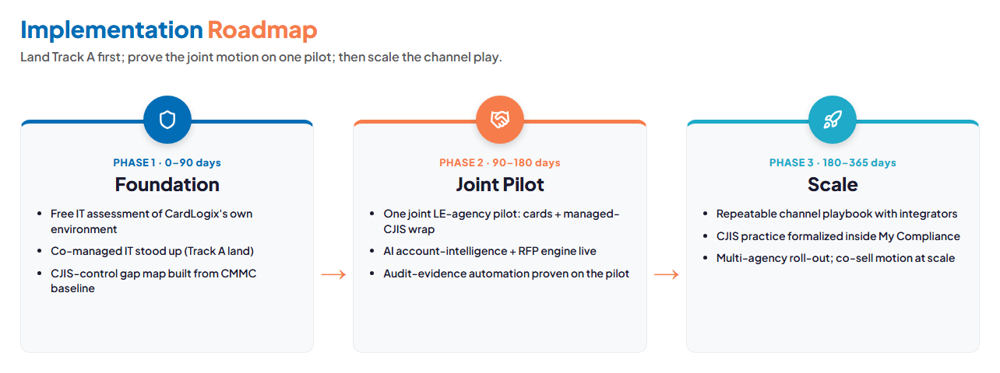 Implementation Roadmap
Land Track A first; prove the joint motion on one pilot; then scale the channel play.
PHASE 1 · 0–90 days
Foundation
• Free IT assessment of CardLogix's own
environment
• Co-managed IT stood up (Track A land)
• CJIS-control gap map built from CMMC
baseline
→
PHASE 2 · 90–180 days
Joint Pilot
• One joint LE-agency pilot: cards + managed-
CJIS wrap
• AI account-intelligence + RFP engine live
• Audit-evidence automation proven on the pilot
→
PHASE 3 · 180–365 days
Scale
• Repeatable channel playbook with integrators
• CJIS practice formalized inside My Compliance
• Multi-agency roll-out; co-sell motion at scale